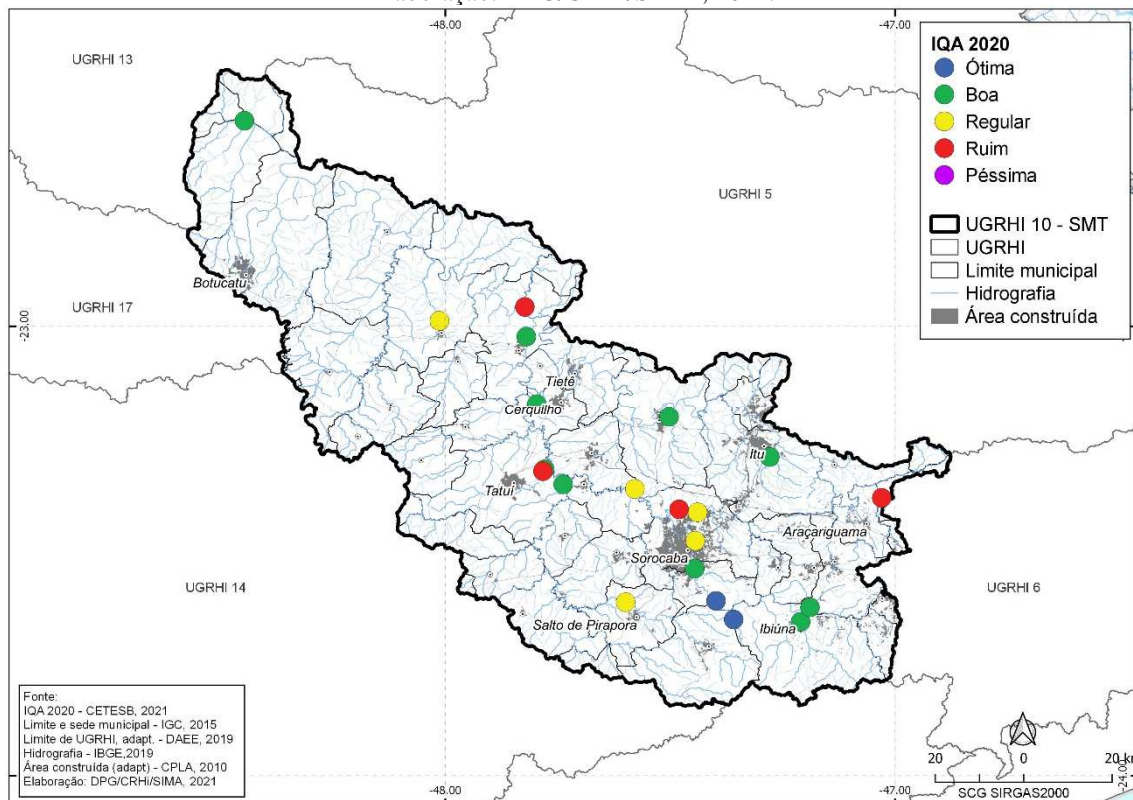 -48.00
-47.00
UGRHI 13
IQA 2020
Ótima
Boa
Regular
Ruim
Péssima
UGRHI 5
UGRHI 10 - SMT
UGRHI
Limite municipal
Hidrografia
Área construída
Botucatu
UGRHI 17
-23.00
Tietê
Cerquilho
Itu
Tatuí
Araçariguama
Sorocaba
UGRHI 14
UGRHI 6
Salto de Pirapora
Ibiúna
Fonte:
IQA 2020 - CETESB, 2021
Limite e sede municipal - IGC, 2015
Limite de UGRHI, adapt. - DAEE, 2019
Hidrografia - IBGE,2019
Área construída (adapt) - CPLA, 2010
Elaboração: DPG/CRHi/SIMA, 2021
20 0 20 km
SCG SIRGAS2000
-24.00
-48.00
-47.00